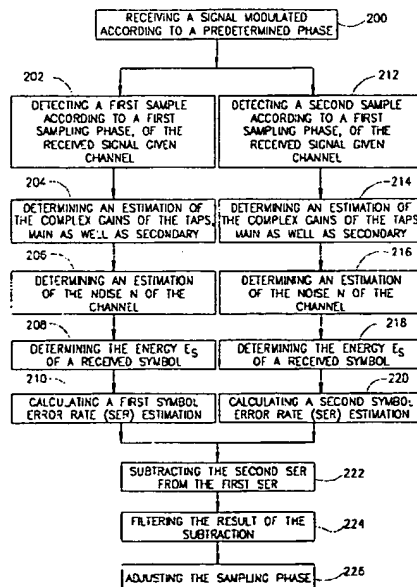 RECEIVING A SIGNAL MODULATED
ACCORDING TO A PREDETERMINED PHASE
200
202
212
DETECTING A FIRST SAMPLE
ACCORDING TO A FIRST
SAMPLING PHASE, OF THE
RECEIVED SIGNAL GIVEN
CHANNEL
DETECTING A SECOND SAMPLE
ACCORDING TO A FIRST
SAMPLING PHASE, OF THE
RECEIVED SIGNAL GIVEN
CHANNEL
204
214
DETERMINING AN ESTIMATION OF
THE COMPLEX GAINS OF THE TAPS,
MAIN AS WELL AS SECONDARY
DETERMINING AN ESTIMATION OF
THE COMPLEX GAINS OF THE TAPS,
MAIN AS WELL AS SECONDARY
206
216
DETERMINING AN ESTIMATION
OF THE NOISE N OF THE
CHANNEL
DETERMINING AN ESTIMATION
OF THE NOISE N OF THE
CHANNEL
208
218
DETERMINING THE ENERGY ES
OF A RECEIVED SYMBOL
DETERMINING THE ENERGY ES
OF A RECEIVED SYMBOL
210
220
CALCULATING A FIRST SYMBOL
ERROR RATE (SER) ESTIMATION
CALCULATING A SECOND SYMBOL
ERROR RATE (SER) ESTIMATION
SUBTRACTING THE SECOND SER
FROM THE FIRST SER
222
FILTERING THE RESULT OF THE
SUBTRACTION
224
ADJUSTING THE SAMPLING PHASE
226